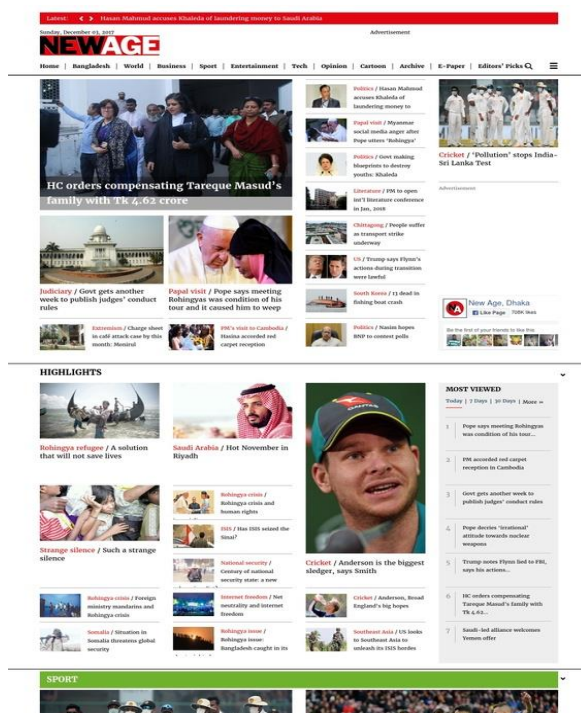 Latest: < > Hasan Mahmud accuses Khaleda of laundering money to Saudi Arabia
Sunday, December 03, 2017
Advertisement
NEWAGE
Home | Bangladesh | World | Business | Sport | Entertainment | Tech | Opinion | Cartoon | Archive | E-Paper | Editors' Picks
HC orders compensating Tareque Masud's
family with Tk 4.62 crore
Judiciary / Govt gets another
week to publish judges' conduct
rules
Papal visit / Pope says meeting
Rohingyas was condition of his
tour and it caused him to weep
Extremism / Charge sheet
in café attack case by this
month: Menirul
PM's visit to Cambodia /
Hasina accorded red
carpet reception
Politics / Hasan Mahmud
accuses Khaleda of
laundering money to
Papal visit / Myanmar
social media anger after
Pope utters 'Rohingya'
Politics / Govt making
blueprints to destroy
youths: Khaleda
Literature / PM to open
int'l literature conference
in Jan, 2018
Chittagong / People suffer
as transport strike
underway
US / Trump says Flynn's
actions during transition
were lawful
South Korea / 13 dead in
fishing boat crash
Politics / Nasim hopes
BNP to contest polls
Cricket / 'Pollution' stops India-
Sri Lanka Test
Advertisement
New Age, Dhaka
Like Page 708K likes
Be the first of your friends to like this
HIGHLIGHTS
Rohingya refugee / A solution
that will not save lives
Saudi Arabia / Hot November in
Riyadh
Strange silence / Such a strange
silence
Rohingya crisis /
Rohingya crisis and
human rights
ISIS / Has ISIS seized the
Sinai?
National security /
Century of national
security state: a new
Rohingya crisis / Foreign
ministry mandarins and
Rohingya crisis
Internet freedom / Net
neutrality and internet
freedom
Somalia / Situation in
Somalia threatens global
security
Rohingya issue /
Rohingya issue:
Bangladesh caught in its
Cricket / Anderson is the biggest
sledger, says Smith
Cricket / Anderson, Broad
England's big hopes
Southeast Asia / US looks
to Southeast Asia to
unleash its ISIS hordes
MOST VIEWED
Today | 7 Days | 30 Days | More »
1 Pope says meeting Rohingyas
was condition of his tour...
2 PM accorded red carpet
reception in Cambodia
3 Govt gets another week to
publish judges' conduct rules
4 Pope decries 'irrational'
attitude towards nuclear
weapons
5 Trump notes Flynn lied to FBI,
says his actions...
6 HC orders compensating
Tareque Masud's family with
Tk 4.62...
7 Saudi-led alliance welcomes
Yemen offer
SPORT